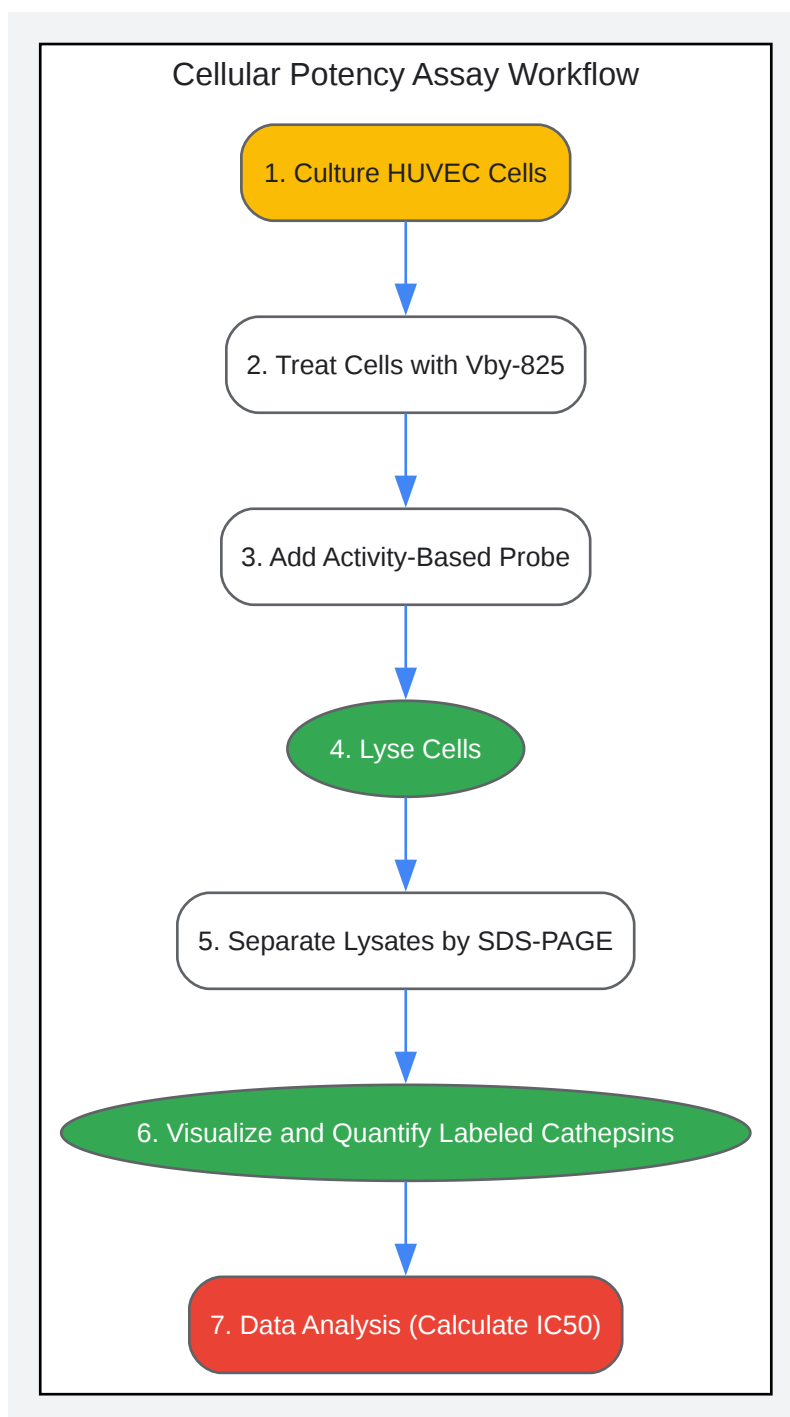 Cellular Potency Assay Workflow
1. Culture HUVEC Cells
2. Treat Cells with Vby-825
3. Add Activity-Based Probe
4. Lyse Cells
5. Separate Lysates by SDS-PAGE
6. Visualize and Quantify Labeled Cathepsins
7. Data Analysis (Calculate IC50)